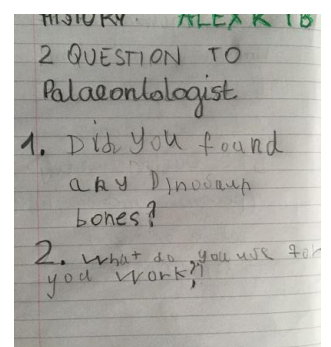 HISTORY. ALEX K 1B
2 QUESTION TO
Palaeontologist
1. Did you found
any Dinosaur
bones?
2. What do you use for
you work?